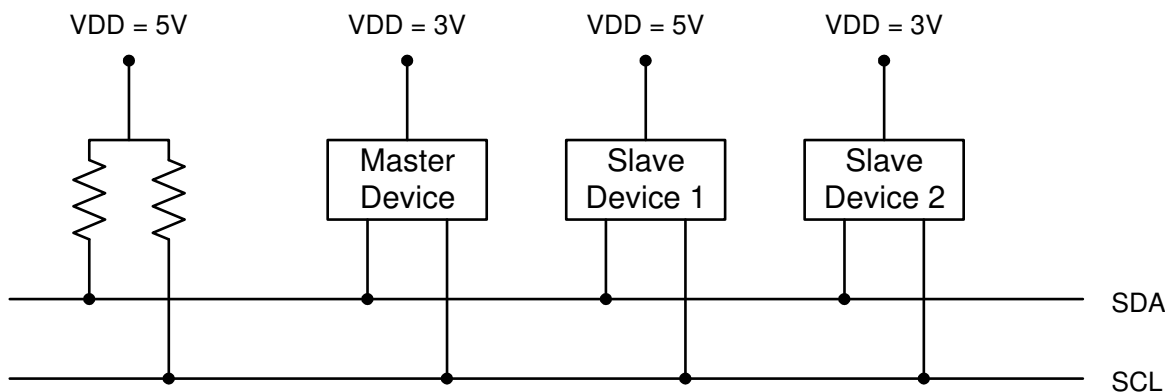 VDD = 5V
VDD = 3V
VDD = 5V
VDD = 3V
Master
Device
Slave
Device 1
Slave
Device 2
SDA
SCL